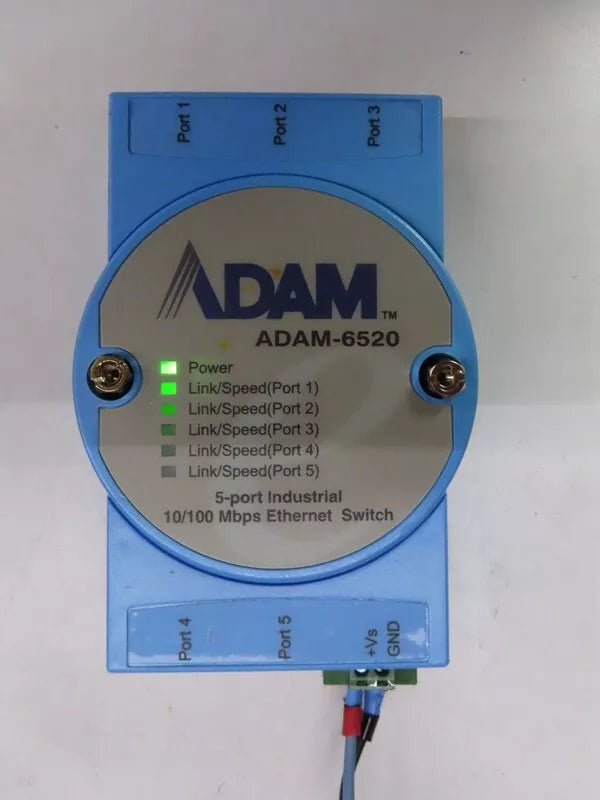 Port 1
Port 2
Port 3
ADAM™
ADAM-6520
Power
Link/Speed(Port 1)
Link/Speed(Port 2)
Link/Speed(Port 3)
Link/Speed(Port 4)
Link/Speed(Port 5)
5-port Industrial
10/100 Mbps Ethernet Switch
Port 4
Port 5
+Vs
GND